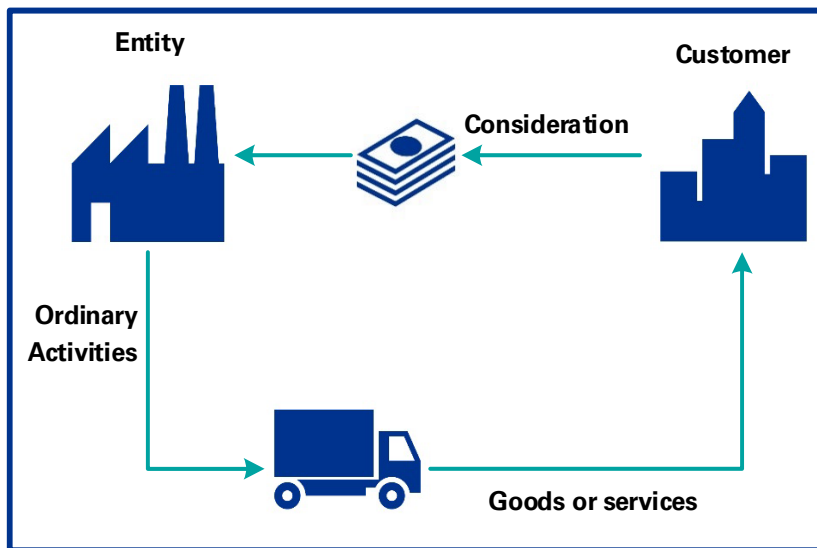 Entity
Customer
Consideration
Ordinary
Activities
Goods or services